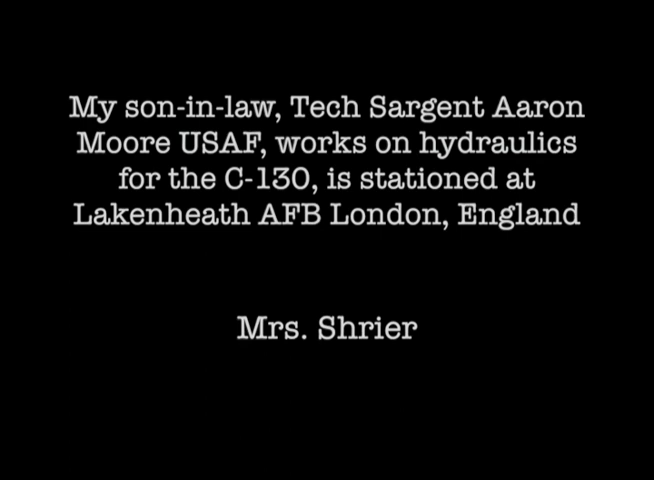 My son-in-law, Tech Sargent Aaron
Moore USAF, works on hydraulics
for the C-130, is stationed at
Lakenheath AFB London, England
Mrs. Shrier